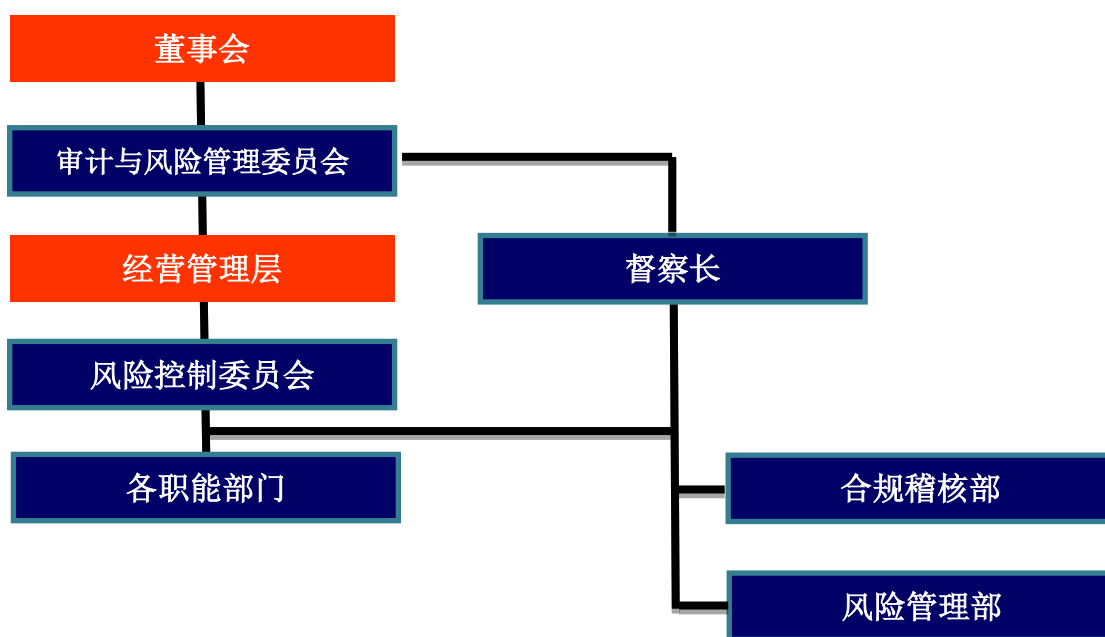 董事会
审计与风险管理委员会
经营管理层
督察长
风险控制委员会
各职能部门
合规稽核部
风险管理部